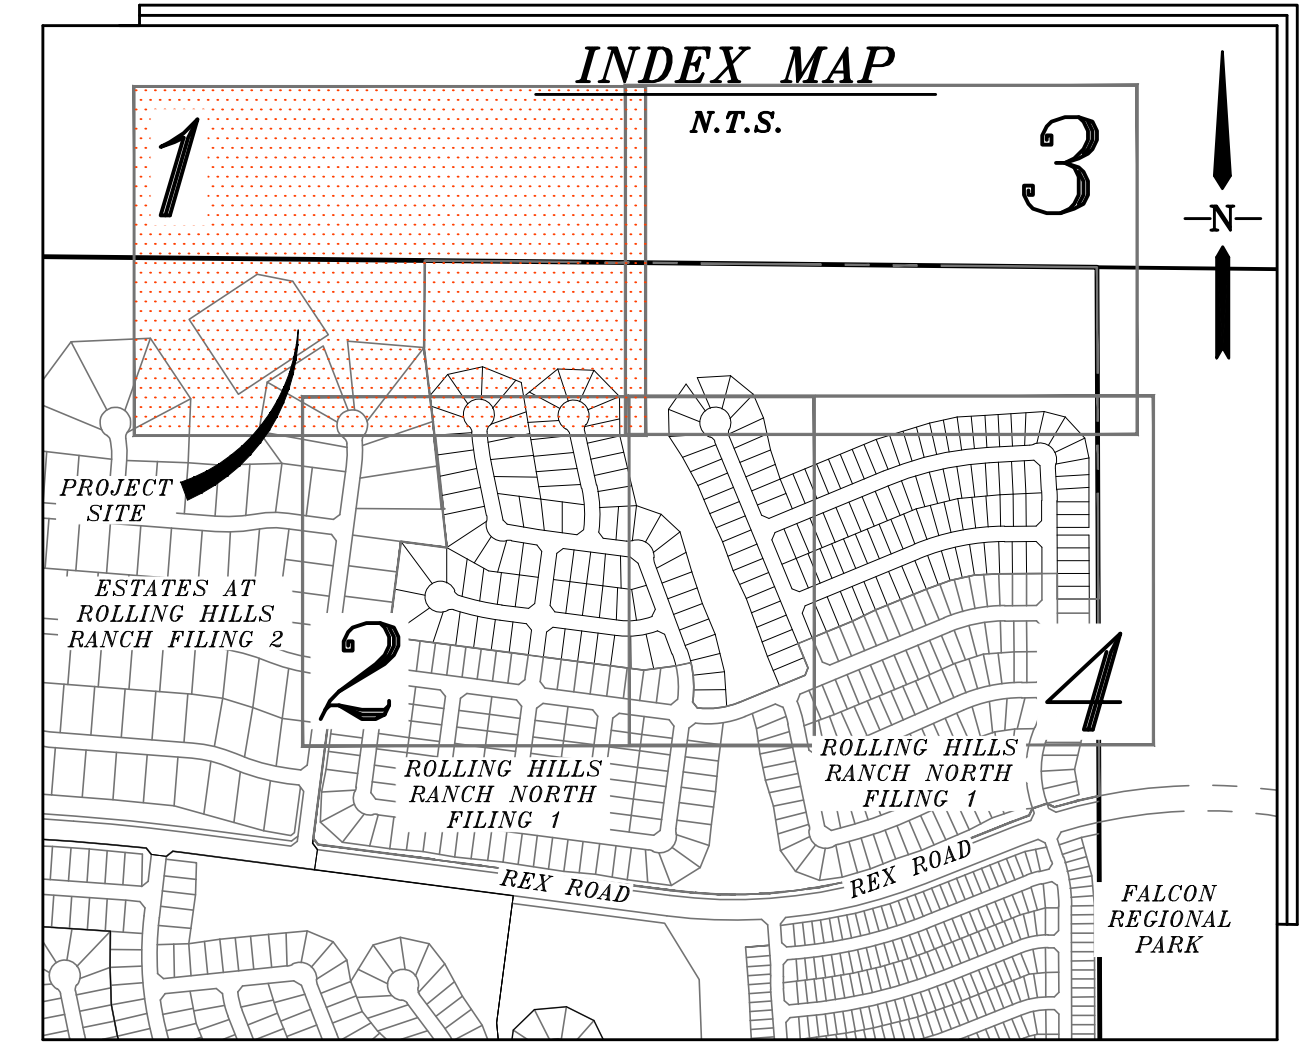 INDEX MAP
N.T.S.
1
3
N
PROJECT
SITE
ESTATES AT
ROLLING HILLS
RANCH FILING 2
2
4
ROLLING HILLS
RANCH NORTH
FILING 1
ROLLING HILLS
RANCH NORTH
FILING 1
REX ROAD
REX ROAD
FALCON
REGIONAL
PARK